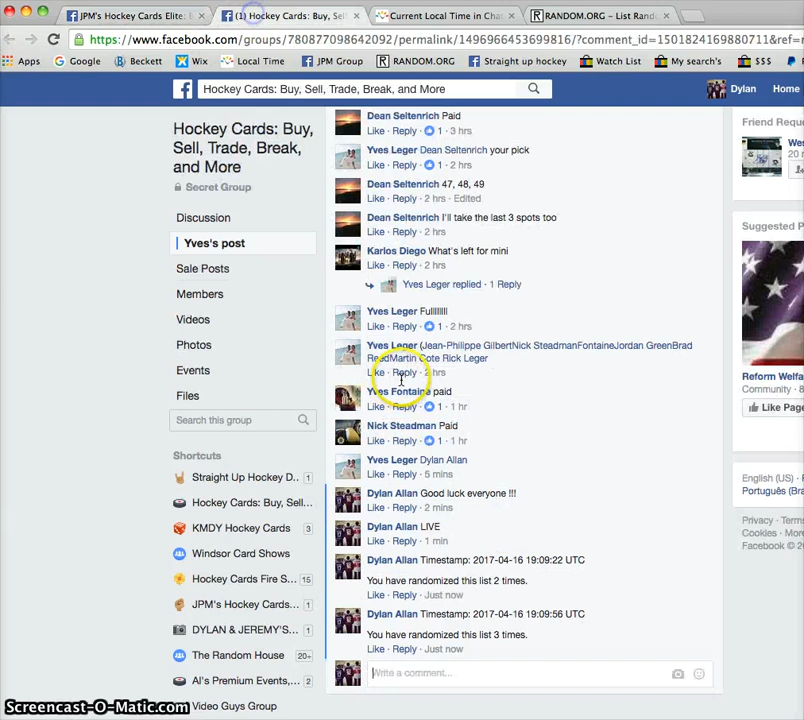 JPM's Hockey Cards Elite: B
(1) Hockey Cards: Buy, Sel
Current Local Time in Chat
RANDOM.ORG - List Rando
https://www.facebook.com/groups/780877098642092/permalink/1496966453699816/?comment_id=1501824169880711&ref=n
Apps Google Beckett Wix Local Time JPM Group RANDOM.ORG Straight up hockey Watch List My search's $$$ P
Hockey Cards: Buy, Sell, Trade, Break, and More
Dylan Home
Hockey Cards: Buy,
Sell, Trade, Break,
and More
Secret Group
Discussion
Yves's post
Sale Posts
Members
Videos
Photos
Events
Files
Search this group
Shortcuts
Straight Up Hockey D.. 1
Hockey Cards: Buy, Sell...
KMDY Hockey Cards 3
Windsor Card Shows
Hockey Cards Fire S... 15
JPM's Hockey Cards... 1
DYLAN & JEREMY'S... 1
The Random House 20+
Al's Premium Events,... 
Video Guys Group
Dean Seltenrich Paid
Like · Reply · 1 · 3 hrs
Yves Leger Dean Seltenrich your pick
Like · Reply · 1 · 2 hrs
Dean Seltenrich 47, 48, 49
Like · Reply · 2 hrs · Edited
Dean Seltenrich I'll take the last 3 spots too
Like · Reply · 2 hrs
Karlos Diego What's left for mini
Like · Reply · 2 hrs
Yves Leger replied · 1 Reply
Yves Leger Fullllllll
Like · Reply · 1 · 2 hrs
Yves Leger (Jean-Philippe GilbertNick SteadmanFontaineJordan GreenBrad
ReedMartin Cote Rick Leger
Like · Reply · 2 hrs
Yves Fontaine paid
Like · Reply · 1 · 1 hr
Nick Steadman Paid
Like · Reply · 1 · 1 hr
Yves Leger Dylan Allan
Like · Reply · 5 mins
Dylan Allan Good luck everyone !!!
Like · Reply · 2 mins
Dylan Allan LIVE
Like · Reply · 1 min
Dylan Allan Timestamp: 2017-04-16 19:09:22 UTC
You have randomized this list 2 times.
Like · Reply · Just now
Dylan Allan Timestamp: 2017-04-16 19:09:56 UTC
You have randomized this list 3 times.
Like · Reply · Just now
Write a comment...
Friend Reque
Wes
20 m
Suggested P
Reform Welfa
Like Page
English (US) ·
Português (Bra
Privacy · Terms
Cookies · More
Facebook © 20
Screencast-O-Matic.com